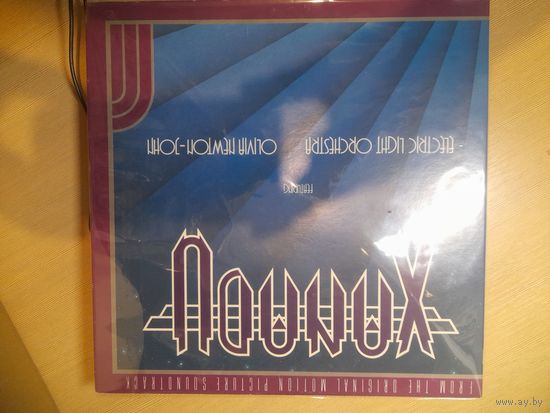 FROM THE ORIGINAL MOTION PICTURE SOUNDTRACK
XANADU
FEATURING
ELECTRIC LIGHT ORCHESTRA OLIVIA NEWTON-JOHN
www.ay.by